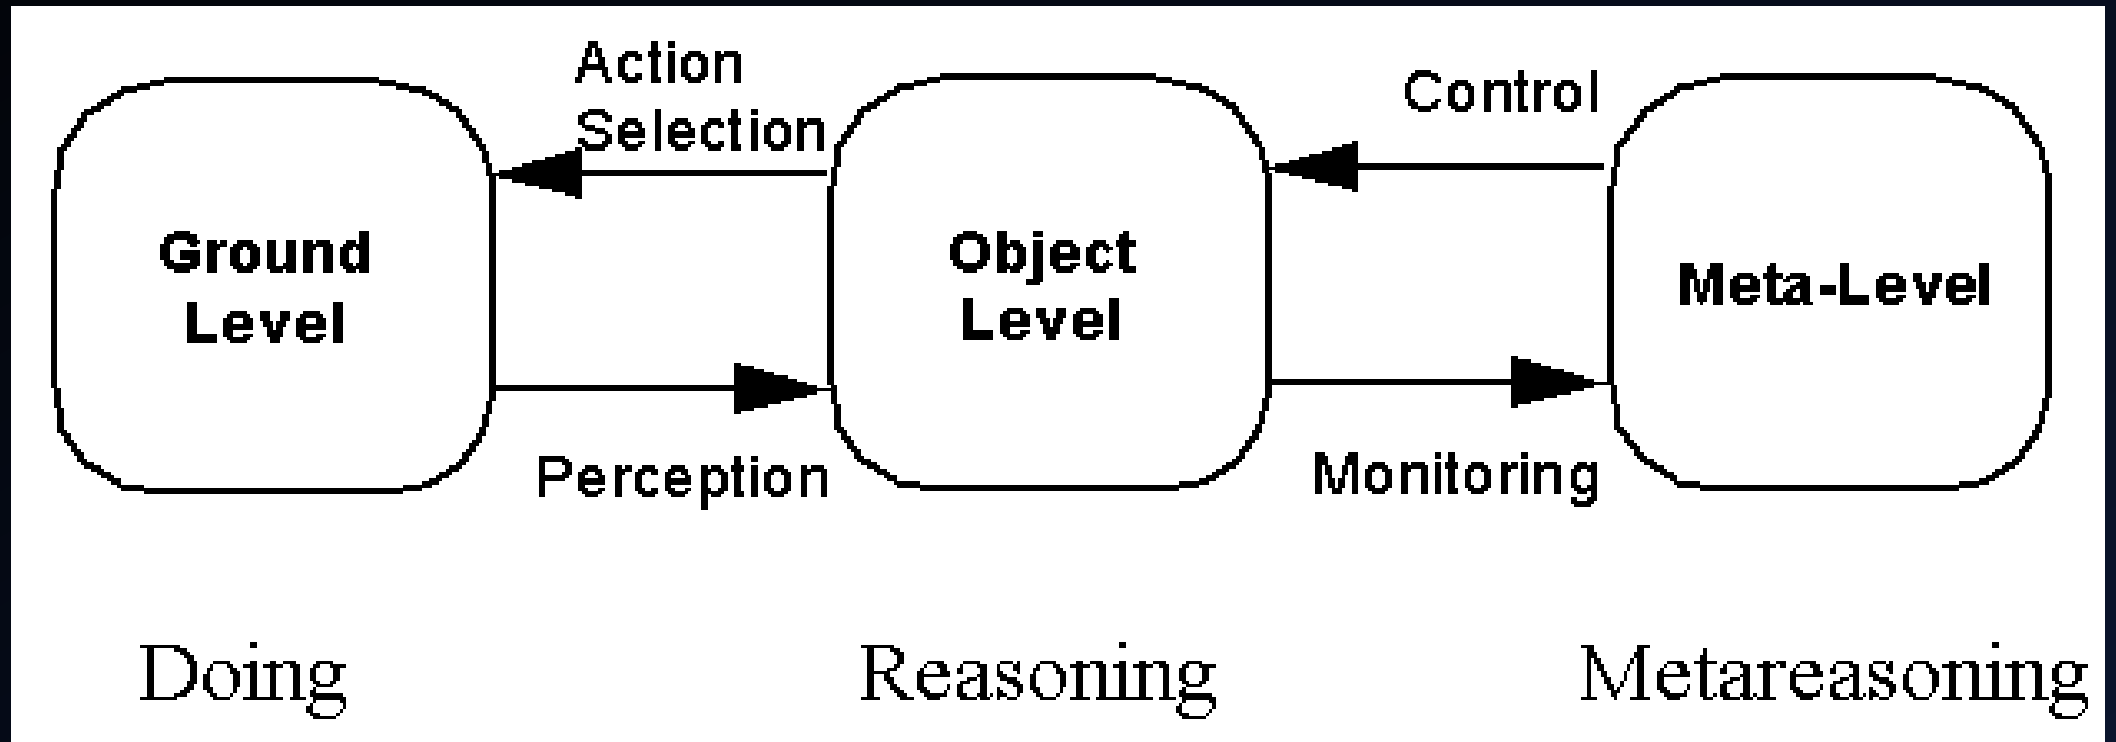 Action
Selection
Control
Ground
Level
Object
Level
Meta-Level
Perception
Monitoring
Doing
Reasoning
Metareasoning